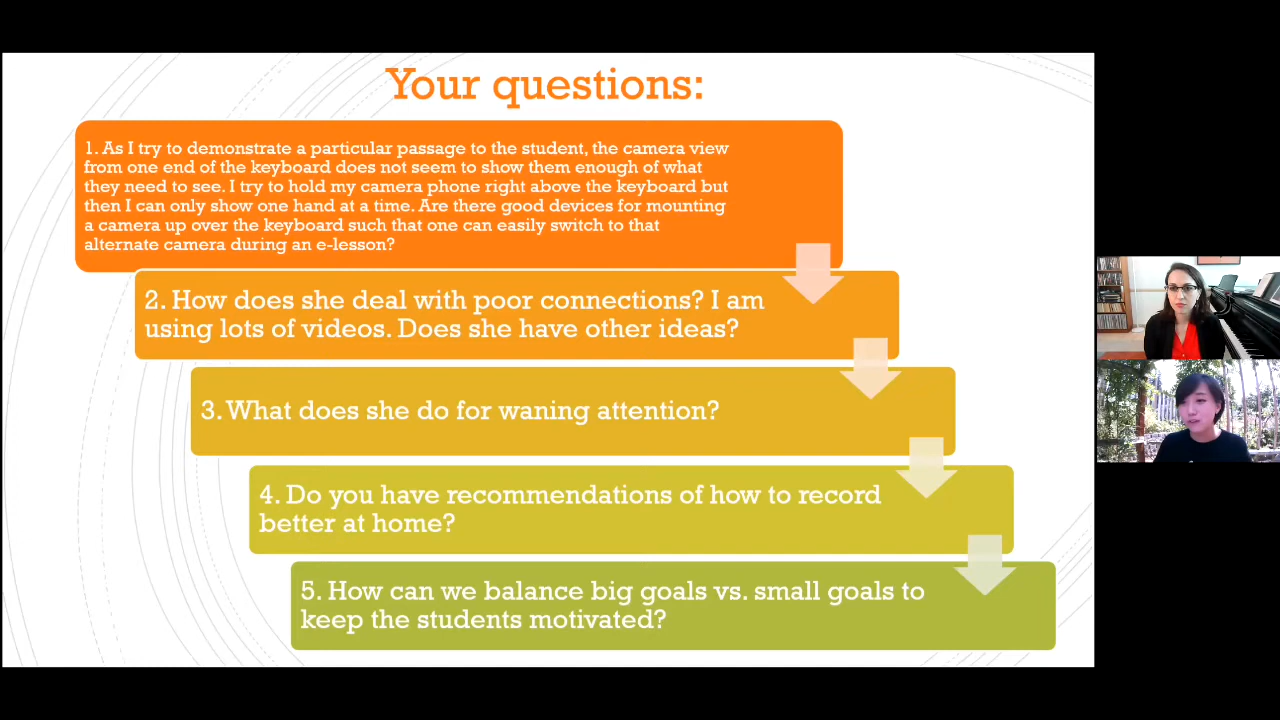 Your questions:
1. As I try to demonstrate a particular passage to the student, the camera view
from one end of the keyboard does not seem to show them enough of what
they need to see. I try to hold my camera phone right above the keyboard but
then I can only show one hand at a time. Are there good devices for mounting
a camera up over the keyboard such that one can easily switch to that
alternate camera during an e-lesson?
2. How does she deal with poor connections? I am
using lots of videos. Does she have other ideas?
3. What does she do for waning attention?
4. Do you have recommendations of how to record
better at home?
5. How can we balance big goals vs. small goals to
keep the students motivated?